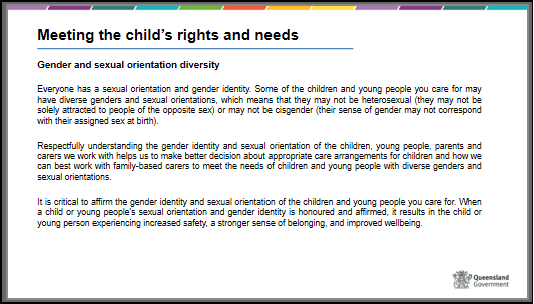 Meeting the child's rights and needs
Gender and sexual orientation diversity
Everyone has a sexual orientation and gender identity. Some of the children and young people you care for may
have diverse genders and sexual orientations, which means that they may not be heterosexual (they may not be
solely attracted to people of the opposite sex) or may not be cisgender (their sense of gender may not correspond
with their assigned sex at birth).
Respectfully understanding the gender identity and sexual orientation of the children, young people, parents and
carers we work with helps us to make better decision about appropriate care arrangements for children and how we
can best work with family-based carers to meet the needs of children and young people with diverse genders and
sexual orientations.
It is critical to affirm the gender identity and sexual orientation of the children and young people you care for. When
a child or young people's sexual orientation and gender identity is honoured and affirmed, it results in the child or
young person experiencing increased safety, a stronger sense of belonging, and improved wellbeing.
Queensland
Government